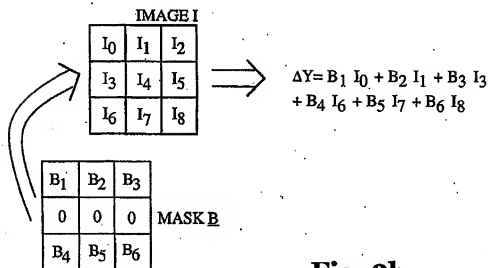 IMAGE I
I₀ I₁ I₂
I₃ I₄ I₅
I₆ I₇ I₈
ΔY= B₁ I₀ + B₂ I₁ + B₃ I₃
+ B₄ I₆ + B₅ I₇ + B₆ I₈
B₁ B₂ B₃
0 0 0 MASK B
B₄ B₅ B₆
Fig.